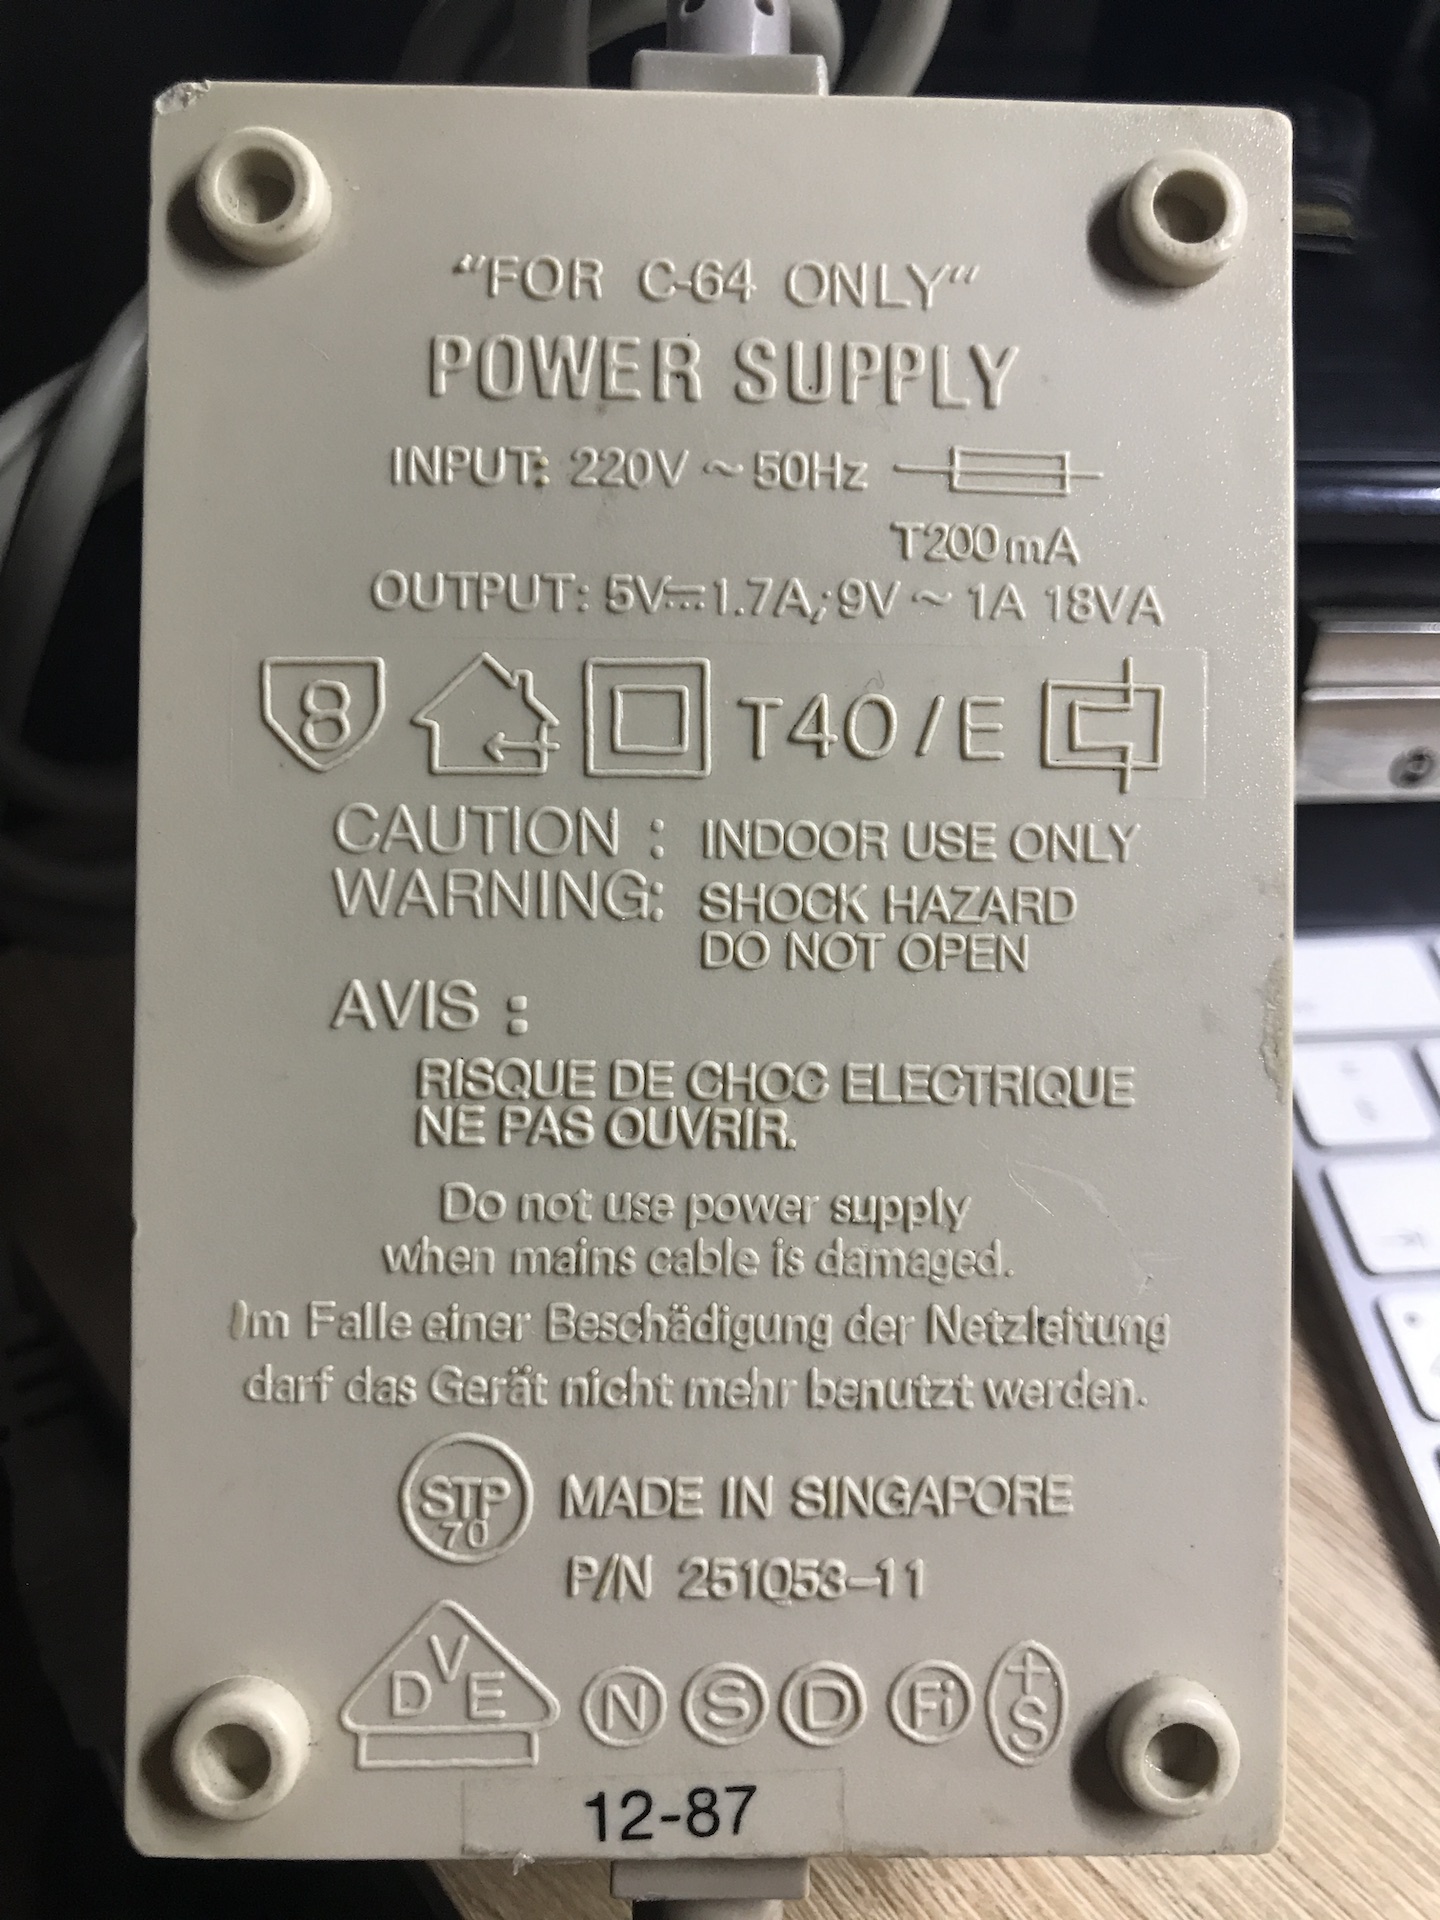 "FOR C-64 ONLY"
POWER SUPPLY
INPUT: 220V ~ 50Hz
T200mA
OUTPUT: 5V⎓1.7A; 9V ~ 1A 18VA
8
T40/E
CAUTION : INDOOR USE ONLY
WARNING: SHOCK HAZARD
DO NOT OPEN
AVIS :
RISQUE DE CHOC ELECTRIQUE
NE PAS OUVRIR.
Do not use power supply
when mains cable is damaged.
Im Falle einer Beschädigung der Netzleitung
darf das Gerät nicht mehr benutzt werden.
STP
70
MADE IN SINGAPORE
P/N 251053-11
DVE
N S D Fi +S
12-87